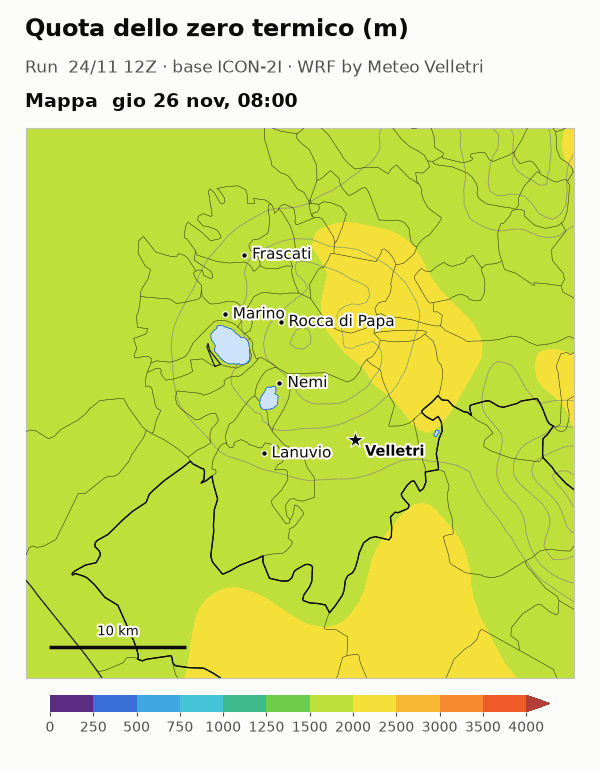 Quota dello zero termico (m)
Run  24/11 12Z · base ICON-2I · WRF by Meteo Velletri
Mappa  gio 26 nov, 08:00
Frascati
Marino
Rocca di Papa
Nemi
Velletri
Lanuvio
10 km
0 250 500 750 1000 1250 1500 2000 2500 3000 3500 4000